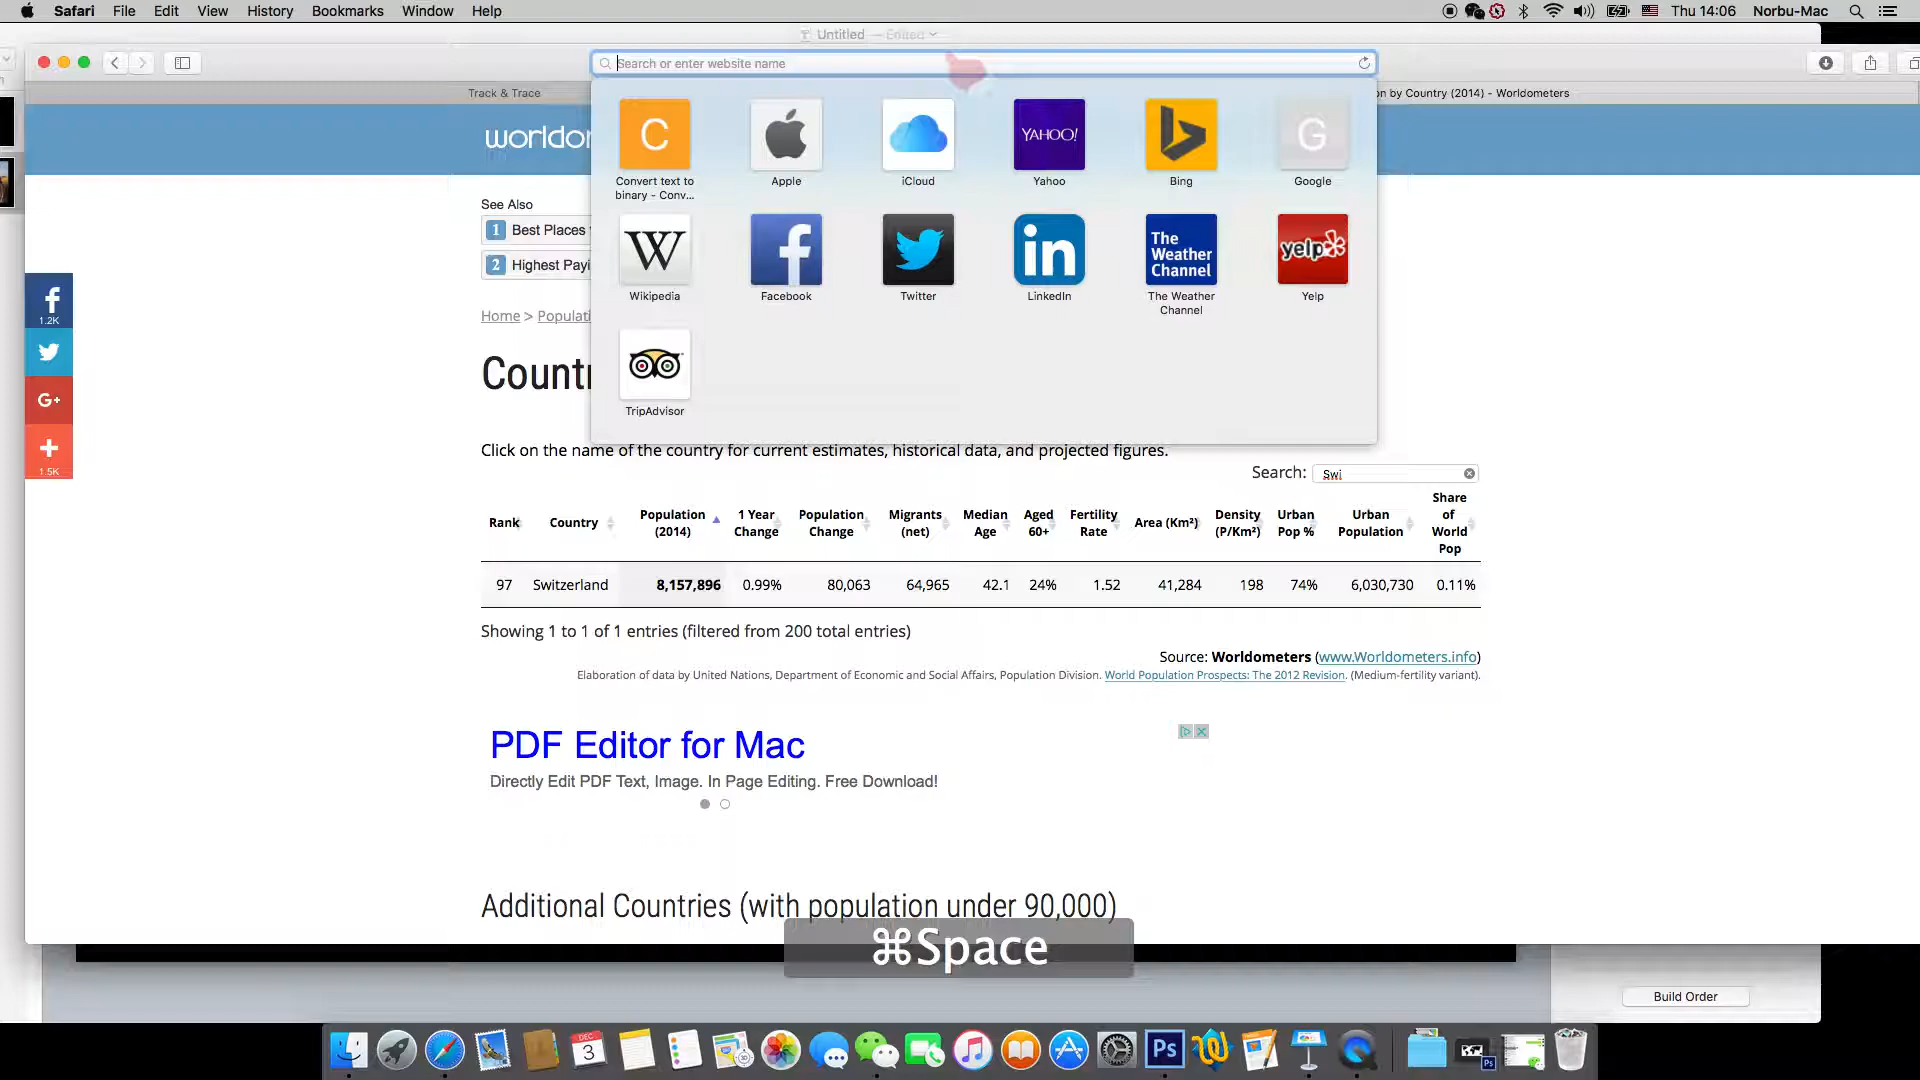 Safari File Edit View History Bookmarks Window Help
Thu 14:06 Norbu-Mac
Untitled — Edited
Search or enter website name
Track & Trace
on by Country (2014) - Worldometers
C
YAHOO!
G
Convert text to
binary - Conv...
Apple
iCloud
Yahoo
Bing
Google
W
f
in
The
Weather
Channel
yelp
Wikipedia
Facebook
Twitter
LinkedIn
The Weather
Channel
Yelp
TripAdvisor
worldo
See Also
1 Best Places
2 Highest Payi
Home > Populati
f
1.2K
G+
+
1.5K
Countr
Click on the name of the country for current estimates, historical data, and projected figures.
Search: Swi
Rank Country Population (2014) 1 Year Change Population Change Migrants (net) Median Age Aged 60+ Fertility Rate Area (Km²) Density (P/Km²) Urban Pop % Urban Population Share of World Pop
97 Switzerland 8,157,896 0.99% 80,063 64,965 42.1 24% 1.52 41,284 198 74% 6,030,730 0.11%
Showing 1 to 1 of 1 entries (filtered from 200 total entries)
Source: Worldometers (www.Worldometers.info)
Elaboration of data by United Nations, Department of Economic and Social Affairs, Population Division. World Population Prospects: The 2012 Revision. (Medium-fertility variant).
PDF Editor for Mac
Directly Edit PDF Text, Image. In Page Editing. Free Download!
Additional Countries (with population under 90,000)
⌘Space
Build Order
DEC
3
Ps
Ps